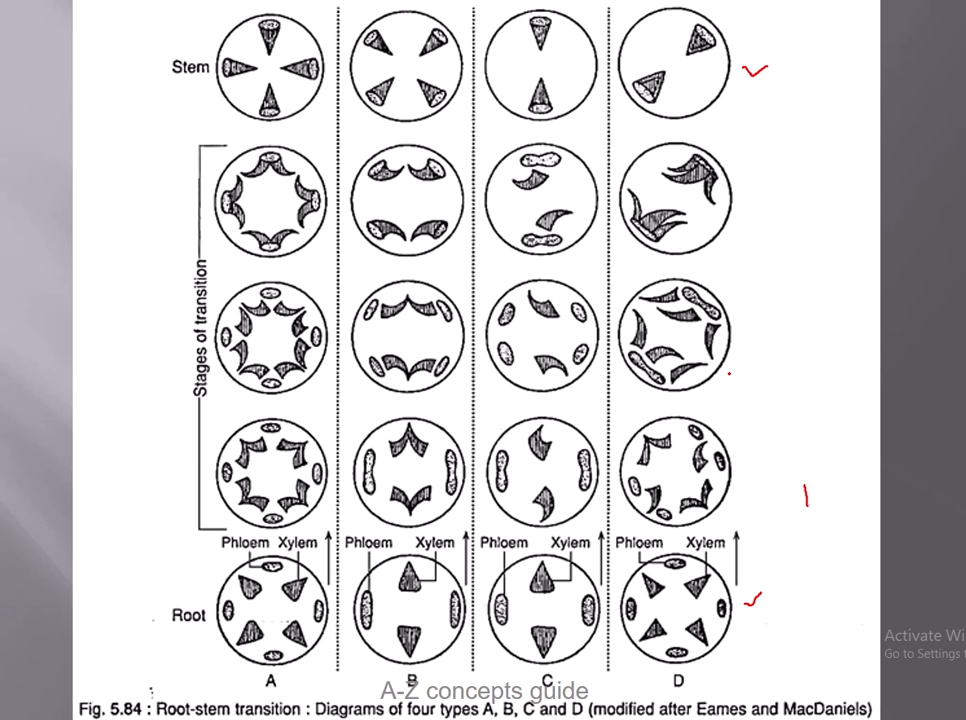 Stem
Stages of transition
Phloem Xylem Phloem Xylem Phloem Xylem Phloem Xylem
Root
A B C D
A-Z concepts guide
Fig. 5.84 : Root-stem transition : Diagrams of four types A, B, C and D (modified after Eames and MacDaniels)
Activate Wi
Go to Settings